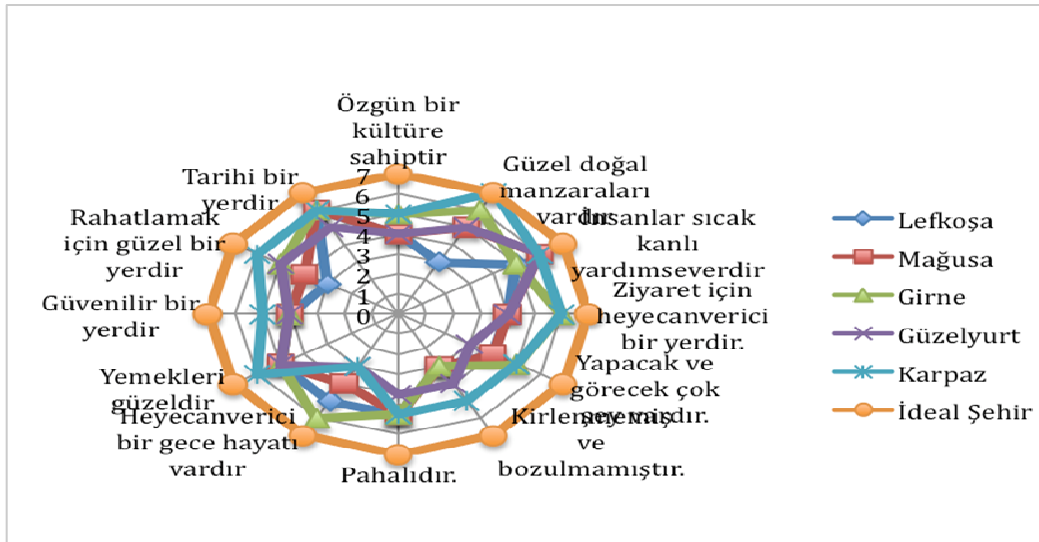 Özgün bir
kültüre
sahiptir
Güzel doğal
manzaraları
vardır
İnsanlar sıcak
kanlı
yardımseverdir
Ziyaret için
heyecanverici
bir yerdir.
Yapacak ve
görecek çok
şey vardır.
Kirlenmemiş
ve
bozulmamıştır.
Pahalıdır.
Heyecanverici
bir gece hayatı
vardır
Yemekleri
güzeldir
Güvenilir bir
yerdir
Rahatlamak
için güzel bir
yerdir
Tarihi bir
yerdir
7
6
5
4
3
2
1
0
Lefkoşa
Mağusa
Girne
Güzelyurt
Karpaz
İdeal Şehir